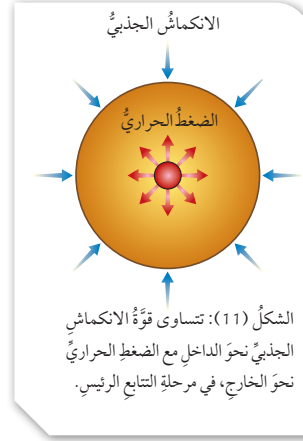 الانكماشُ الجذبيُّ
الضغطُ الحراريُّ
الشكلُ (11): تتساوى قوَّةُ الانكماشِ
الجذبيِّ نحوَ الداخلِ مع الضغطِ الحراريِّ
نحوَ الخارجِ، في مرحلةِ التتابعِ الرئيسِ.